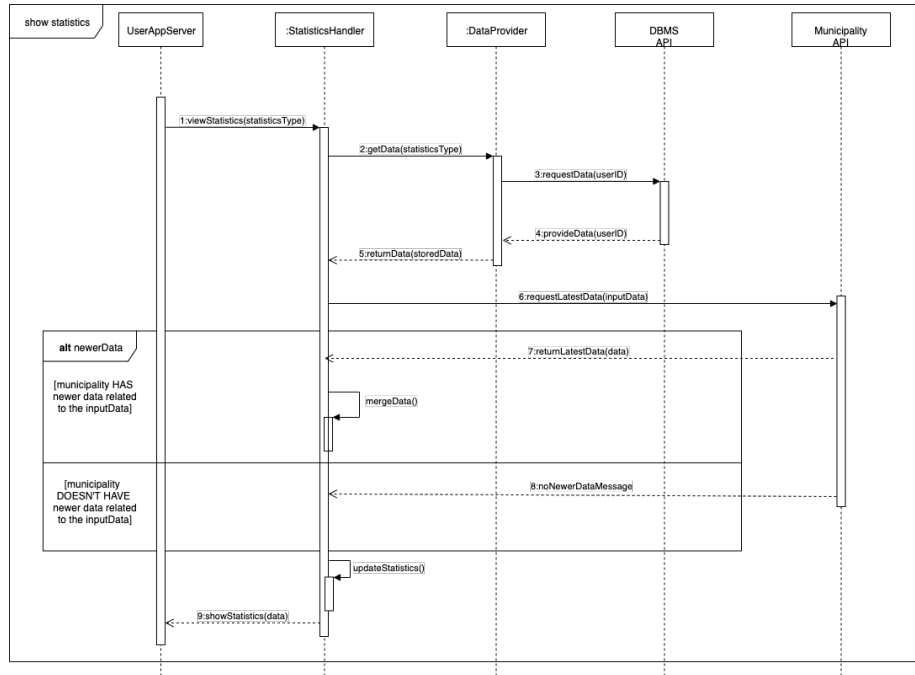 show statistics
UserAppServer
:StatisticsHandler
:DataProvider
DBMS
API
Municipality
API
1:viewStatistics(statisticsType)
2:getData(statisticsType)
3:requestData(userID)
4:provideData(userID)
5:returnData(storedData)
6:requestLatestData(inputData)
alt newerData
7:returnLatestData(data)
[municipality HAS
newer data related
to the inputData]
mergeData()
[municipality
DOESN'T HAVE
newer data related
to the inputData]
8:noNewerDataMessage
updateStatistics()
9:showStatistics(data)